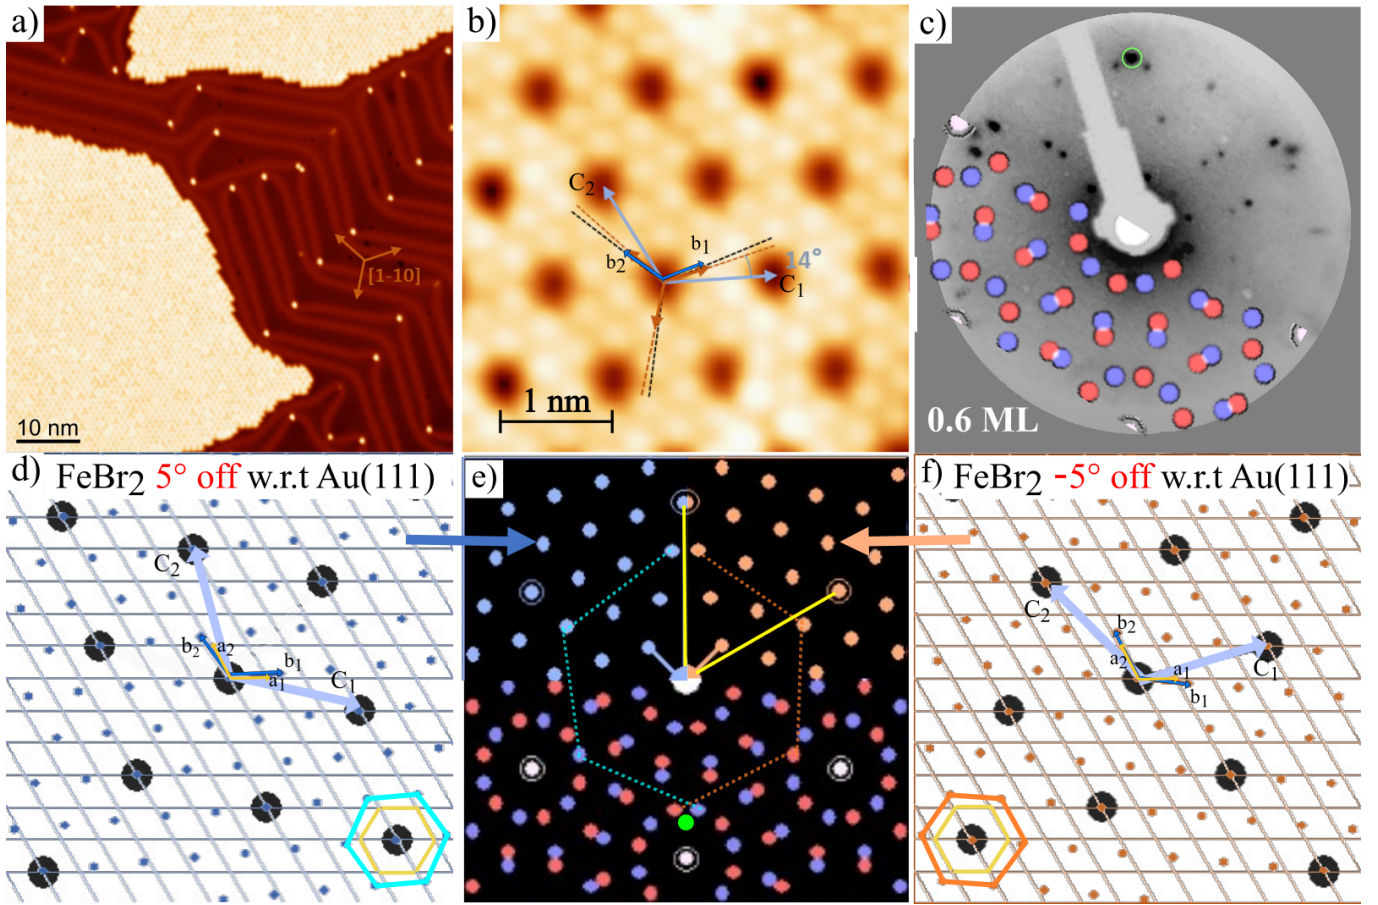 a)
[1-10]
10 nm
b)
C2
b2
b1
14°
C1
1 nm
c)
0.6 ML
d) FeBr2 5° off w.r.t Au(111)
C2
b2
a2
b1
a1
C1
e)
f) FeBr2 -5° off w.r.t Au(111)
C2
b2
a2
a1
b1
C1